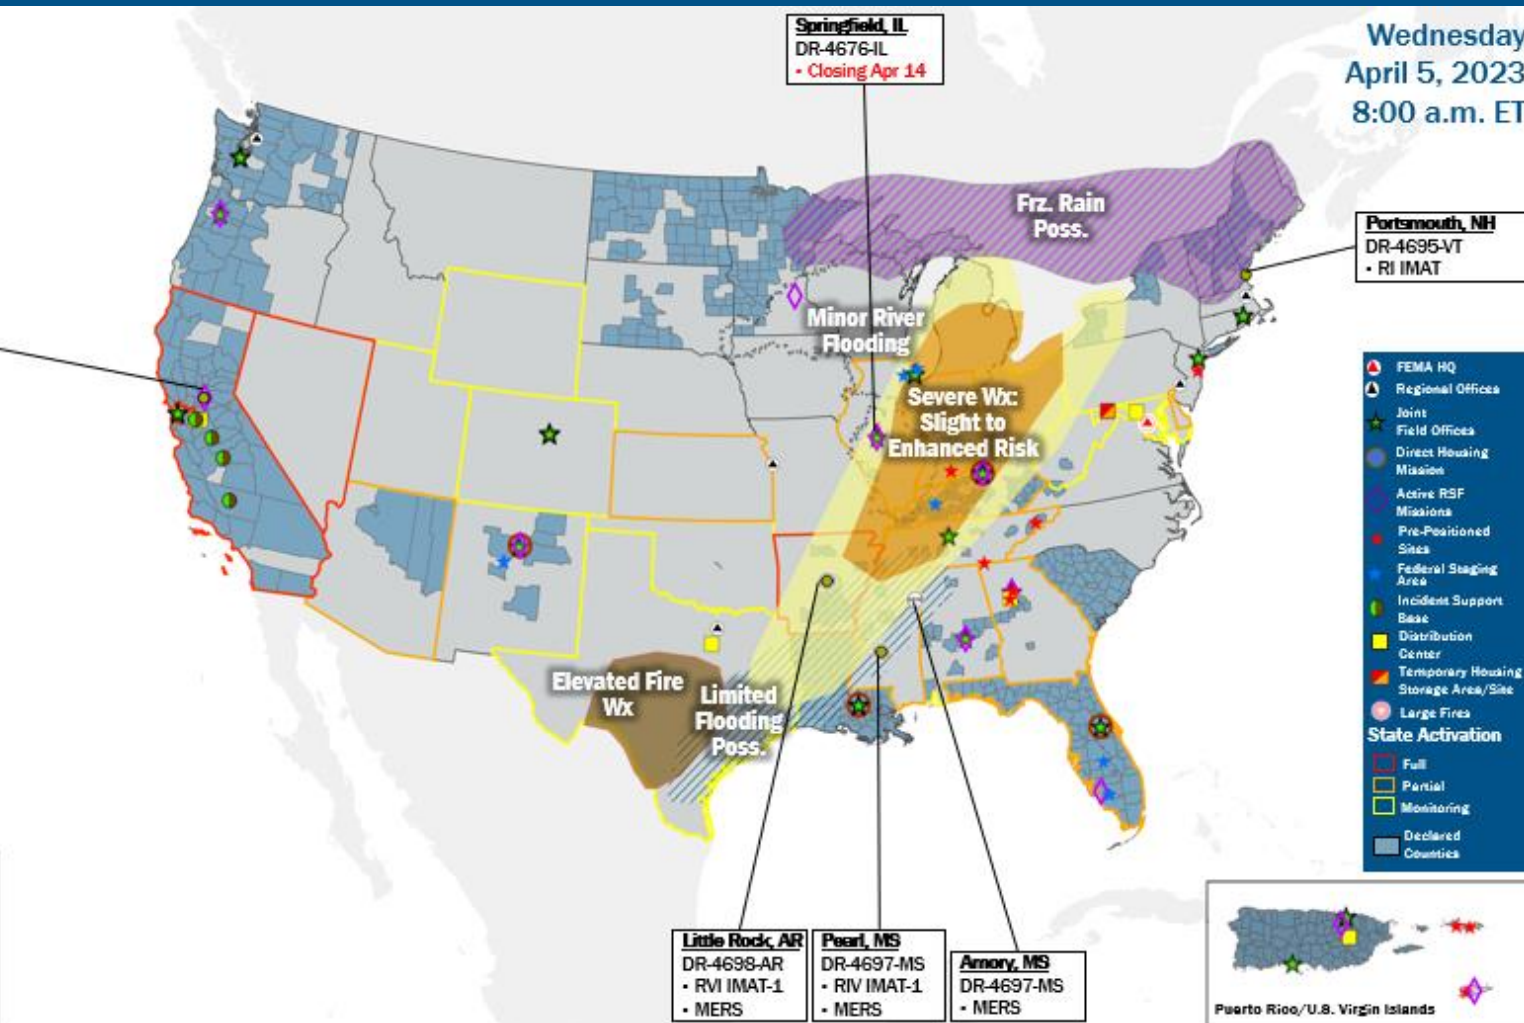 Springfield, IL
DR-4676-IL
• Closing Apr 14
Wednesday
April 5, 2023
8:00 a.m. ET
Frz. Rain
Poss.
Portsmouth, NH
DR-4695-VT
• RI IMAT
Minor River
Flooding
Severe Wx:
Slight to
Enhanced Risk
Elevated Fire
Wx
Limited
Flooding
Poss.
FEMA HQ
Regional Offices
Joint
Field Offices
Direct Housing
Mission
Active RSF
Missions
Pre-Positioned
Sites
Federal Staging
Area
Incident Support
Base
Distribution
Center
Temporary Housing
Storage Area/Site
Large Fires
State Activation
Full
Partial
Monitoring
Declared
Counties
Little Rock, AR
DR-4698-AR
• RVI IMAT-1
• MERS
Pearl, MS
DR-4697-MS
• RIV IMAT-1
• MERS
Amory, MS
DR-4697-MS
• MERS
Puerto Rico/U.S. Virgin Islands